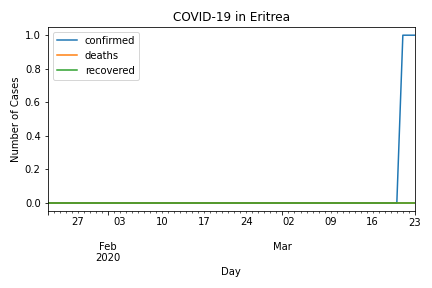 COVID-19 in Eritrea
confirmed
deaths
recovered
Number of Cases
1.0
0.8
0.6
0.4
0.2
0.0
27 03 10 17 24 02 09 16 23
Feb Mar
2020
Day